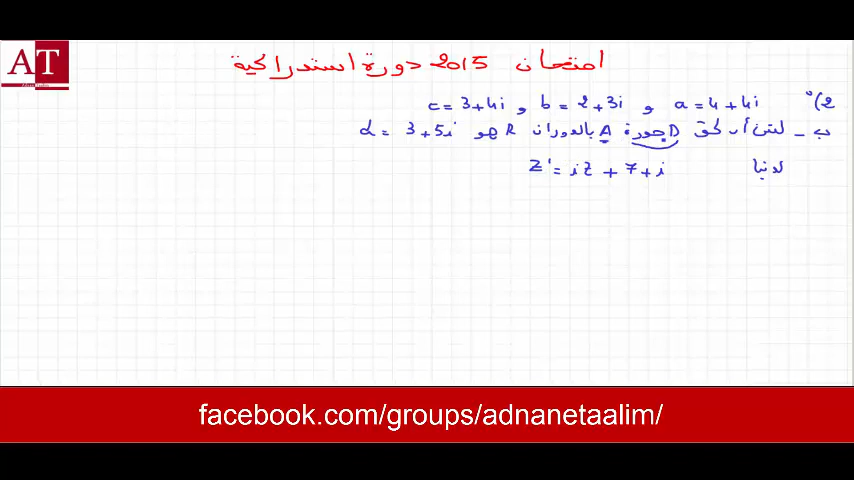 AT
امتحان 2015 دورة استدراكية
2)° a = 4+4i و b = 2+3i و c = 3+4i
ب - لنبين أن لحق D صورة A بالدوران R هو d = 3+5i
لدينا z' = iz + 7+i
facebook.com/groups/adnanetaalim/